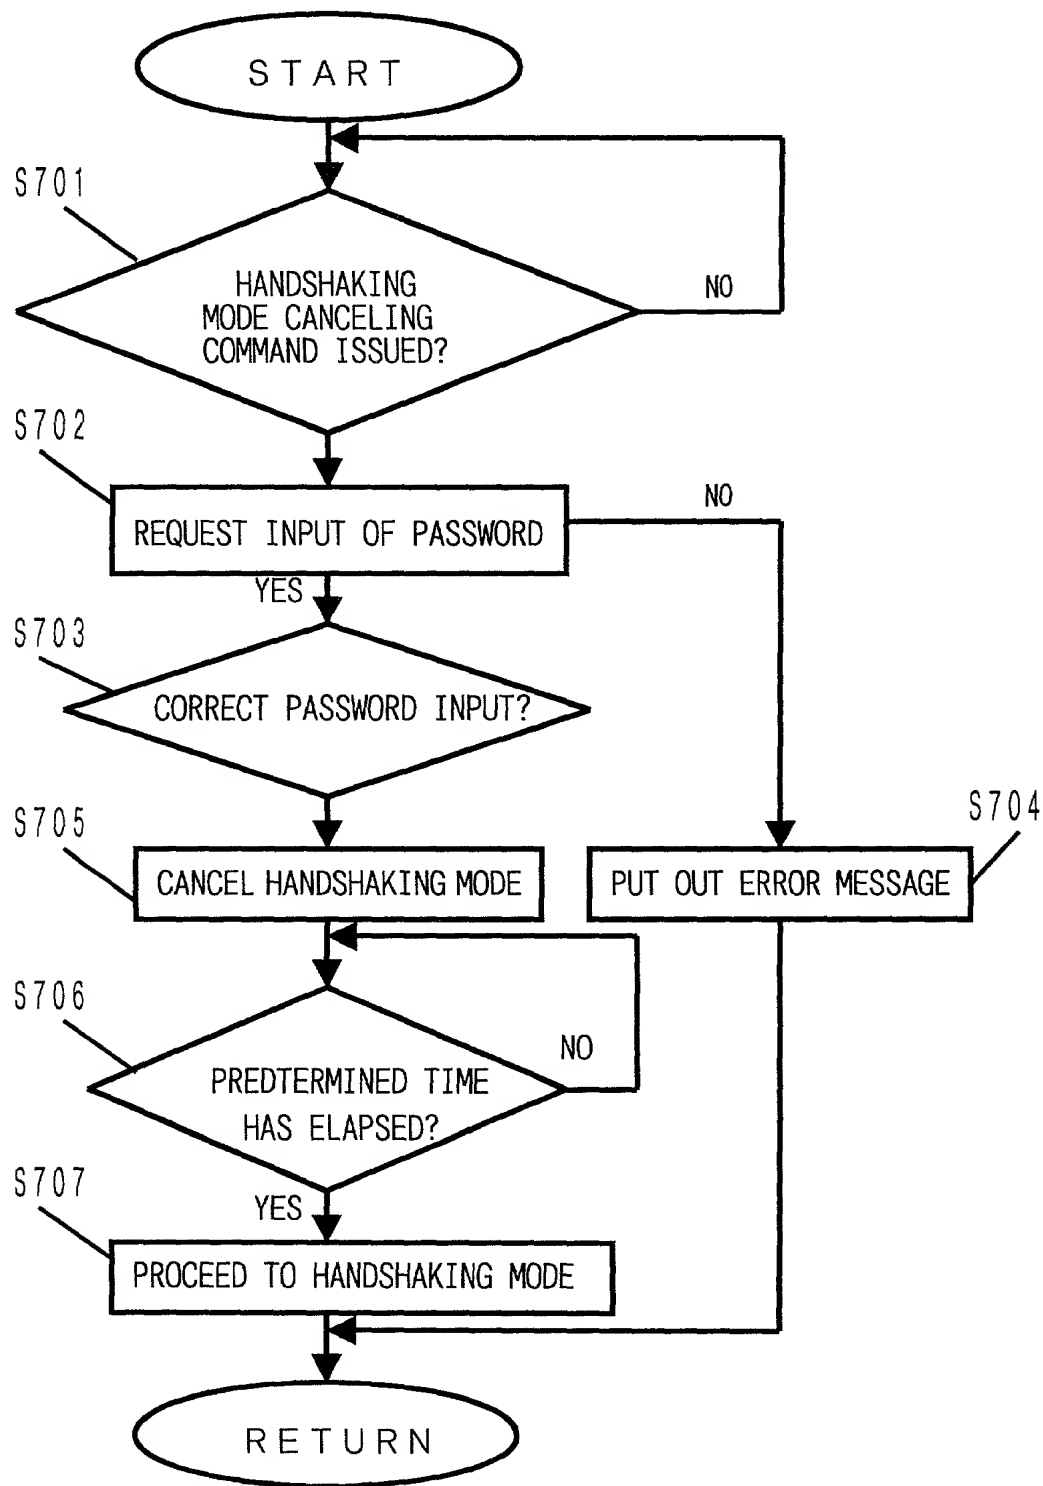 START
S701
HANDSHAKING
MODE CANCELING
COMMAND ISSUED?
NO
S702
REQUEST INPUT OF PASSWORD
NO
YES
S703
CORRECT PASSWORD INPUT?
S705
CANCEL HANDSHAKING MODE
S704
PUT OUT ERROR MESSAGE
S706
PREDTERMINED TIME
HAS ELAPSED?
NO
YES
S707
PROCEED TO HANDSHAKING MODE
RETURN